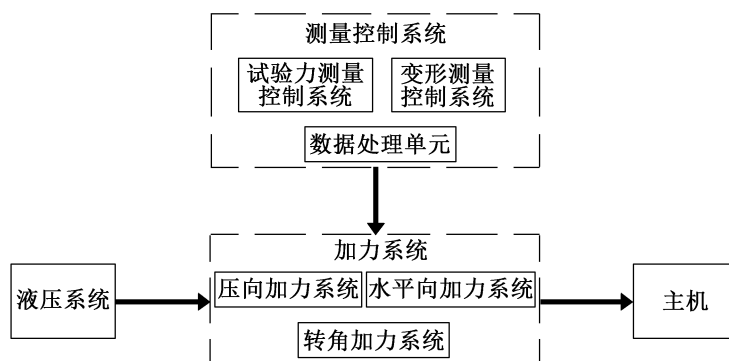 测量控制系统
试验力测量
控制系统
变形测量
控制系统
数据处理单元
液压系统
加力系统
压向加力系统
水平向加力系统
转角加力系统
主机